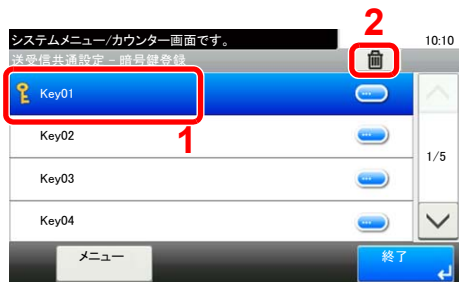 2
システムメニュー/カウンター画面です。
10:10
送受信共通設定 - 暗号鍵登録
Key01
1
Key02
1/5
Key03
Key04
メニュー
終了